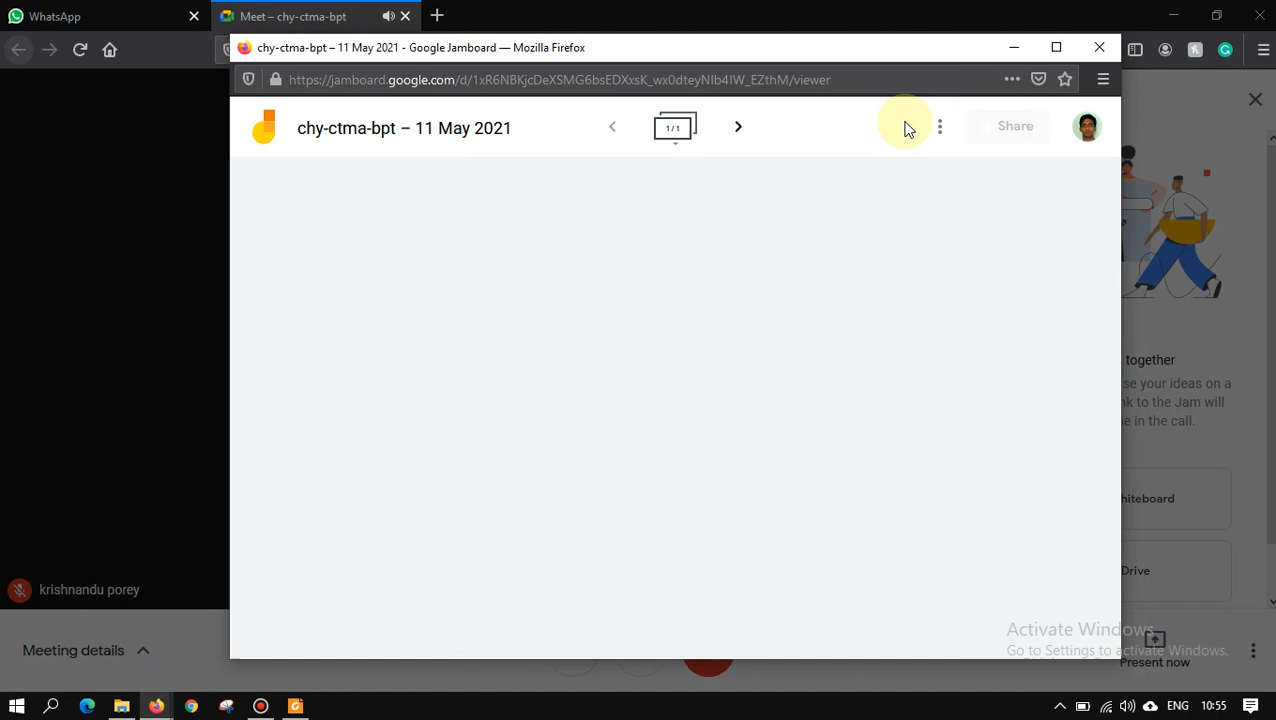 WhatsApp
Meet – chy-ctma-bpt
chy-ctma-bpt – 11 May 2021 - Google Jamboard — Mozilla Firefox
https://jamboard.google.com/d/1xR6NBKjcDeXSMG6bsEDXxsK_wx0dteyNIb4IW_EZthM/viewer
chy-ctma-bpt – 11 May 2021
1 / 1
Share
together
se your ideas on a
nk to the Jam will
e in the call.
hiteboard
Drive
krishnandu porey
Meeting details
Activate Windows
Go to Settings to activate Windows.
Present now
ENG
10:55